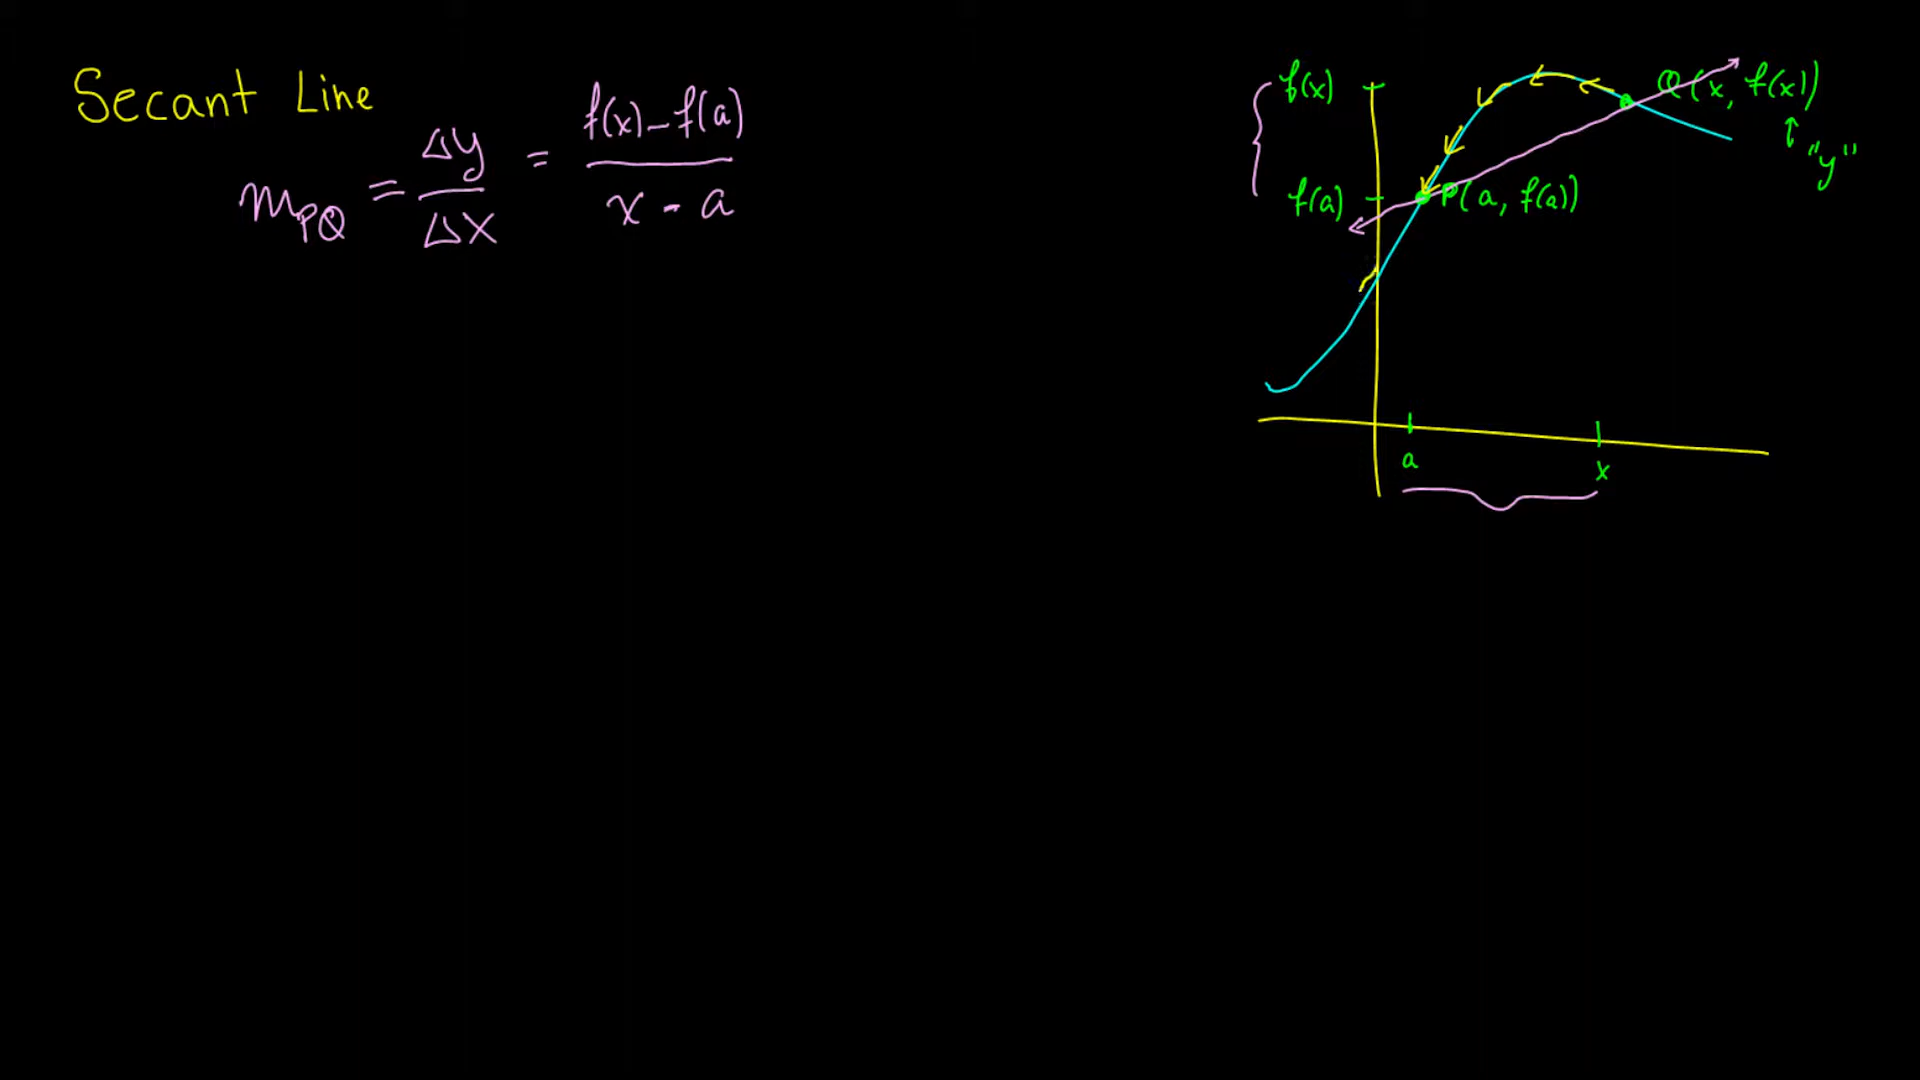 Secant Line
m_PQ = Δy/Δx = (f(x) - f(a))/(x - a)
f(x)
Q(x, f(x))
"y"
f(a)
P(a, f(a))
a
x